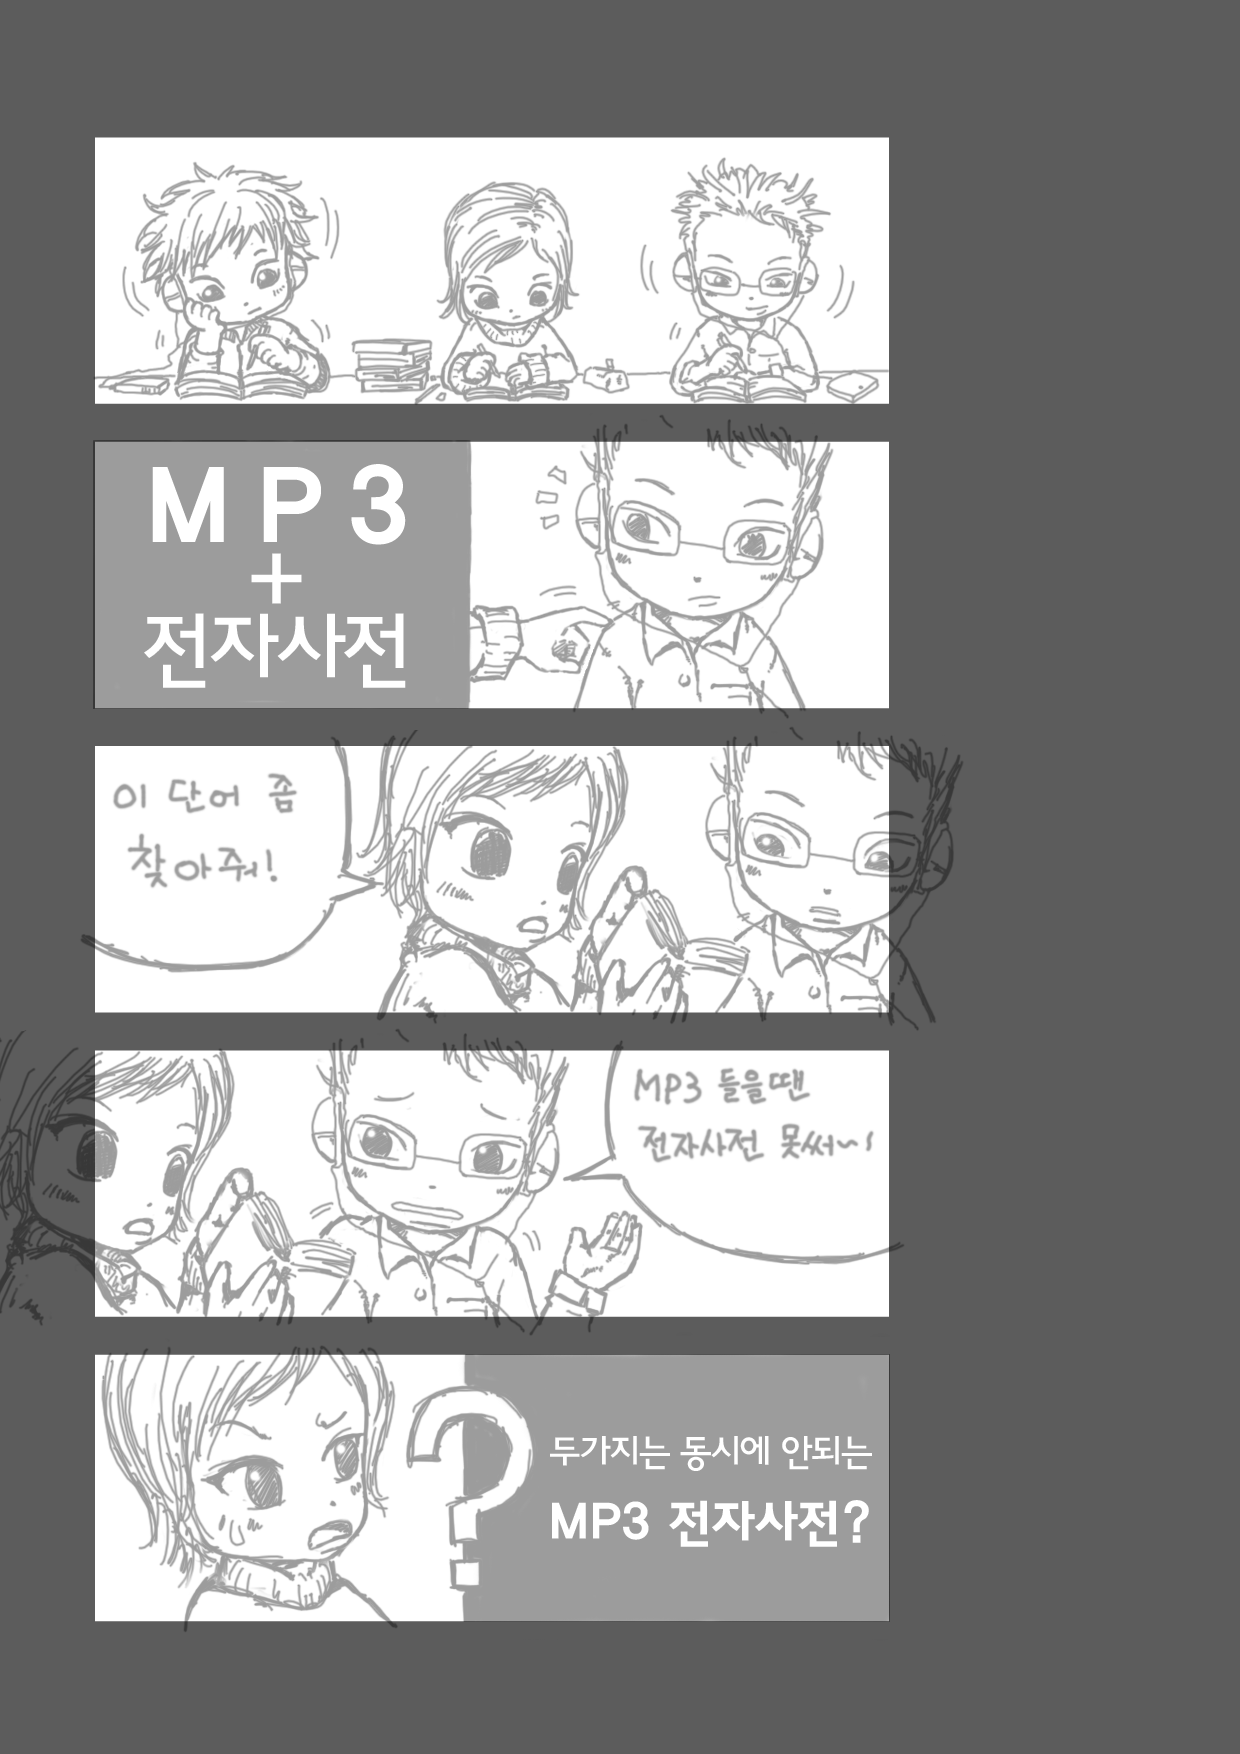 MP3
+
전자사전
이 단어 좀
찾아줘!
MP3 들을땐
전자사전 못써~~
두가지는 동시에 안되는
MP3 전자사전?